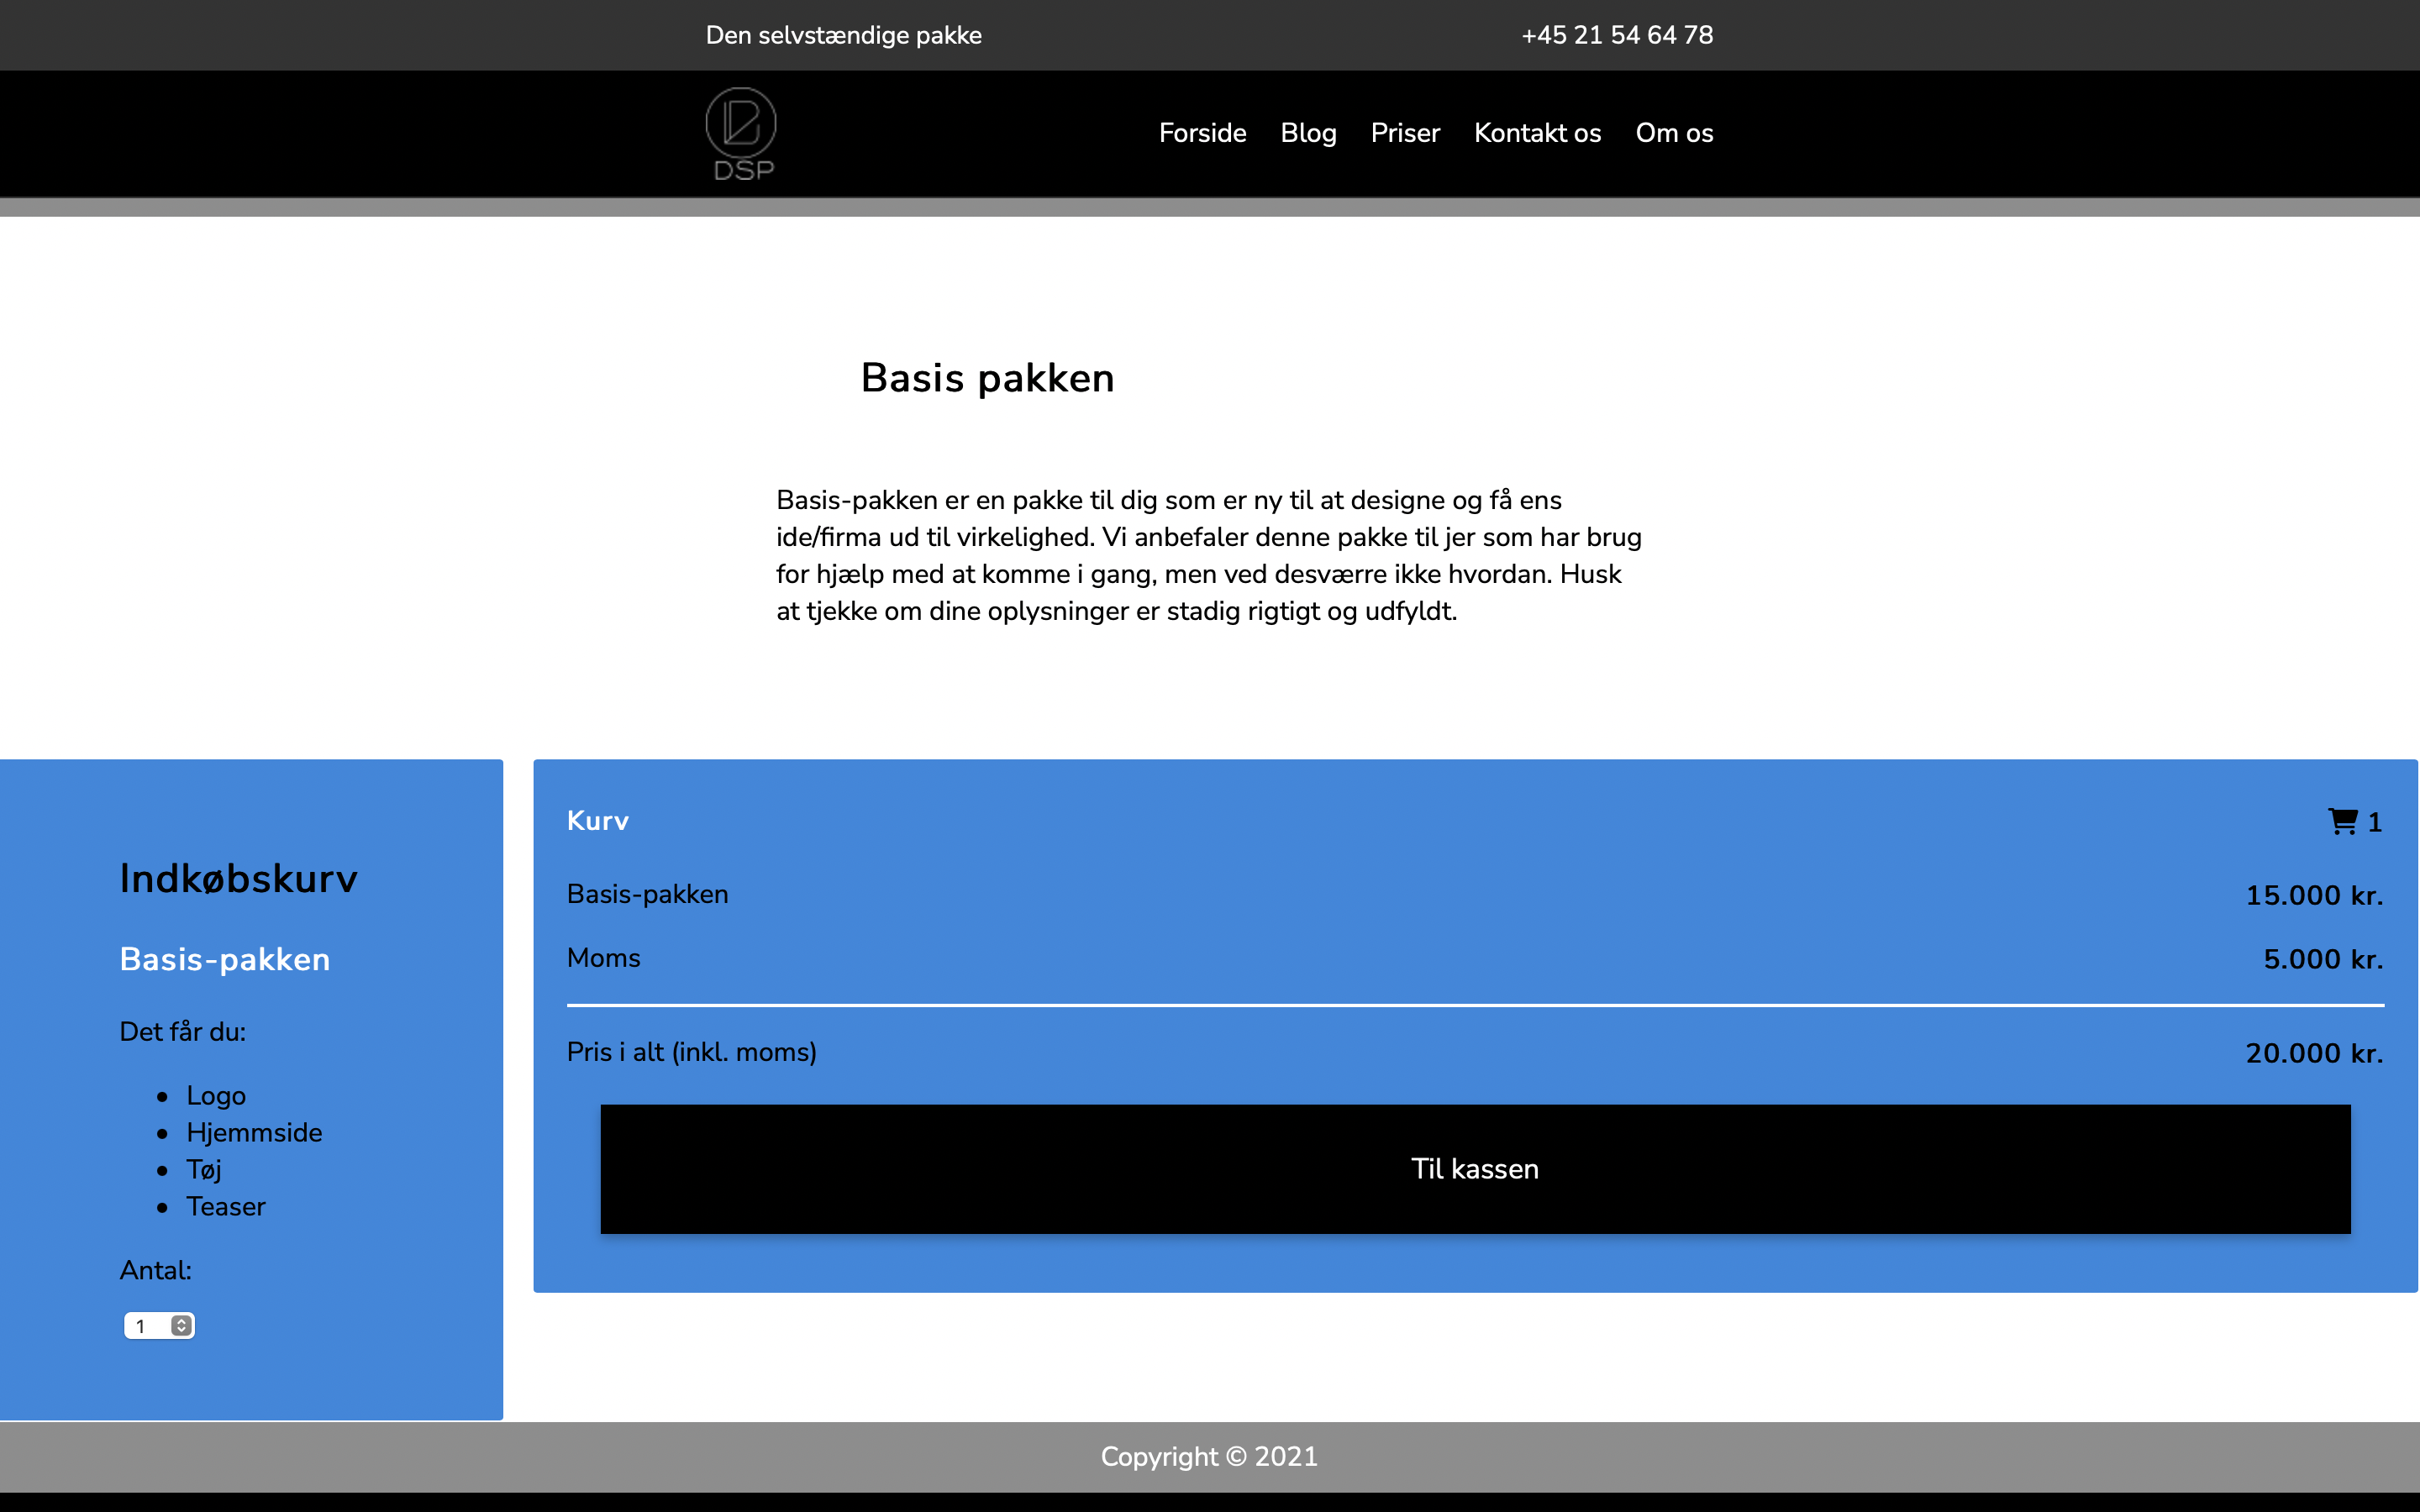 Den selvstændige pakke
+45 21 54 64 78
DSP
Forside Blog Priser Kontakt os Om os
Basis pakken
Basis-pakken er en pakke til dig som er ny til at designe og få ens
ide/firma ud til virkelighed. Vi anbefaler denne pakke til jer som har brug
for hjælp med at komme i gang, men ved desværre ikke hvordan. Husk
at tjekke om dine oplysninger er stadig rigtigt og udfyldt.
Indkøbskurv
Basis-pakken
Det får du:
Logo
Hjemmside
Tøj
Teaser
Antal:
1
Kurv 1
Basis-pakken 15.000 kr.
Moms 5.000 kr.
Pris i alt (inkl. moms) 20.000 kr.
Til kassen
Copyright © 2021